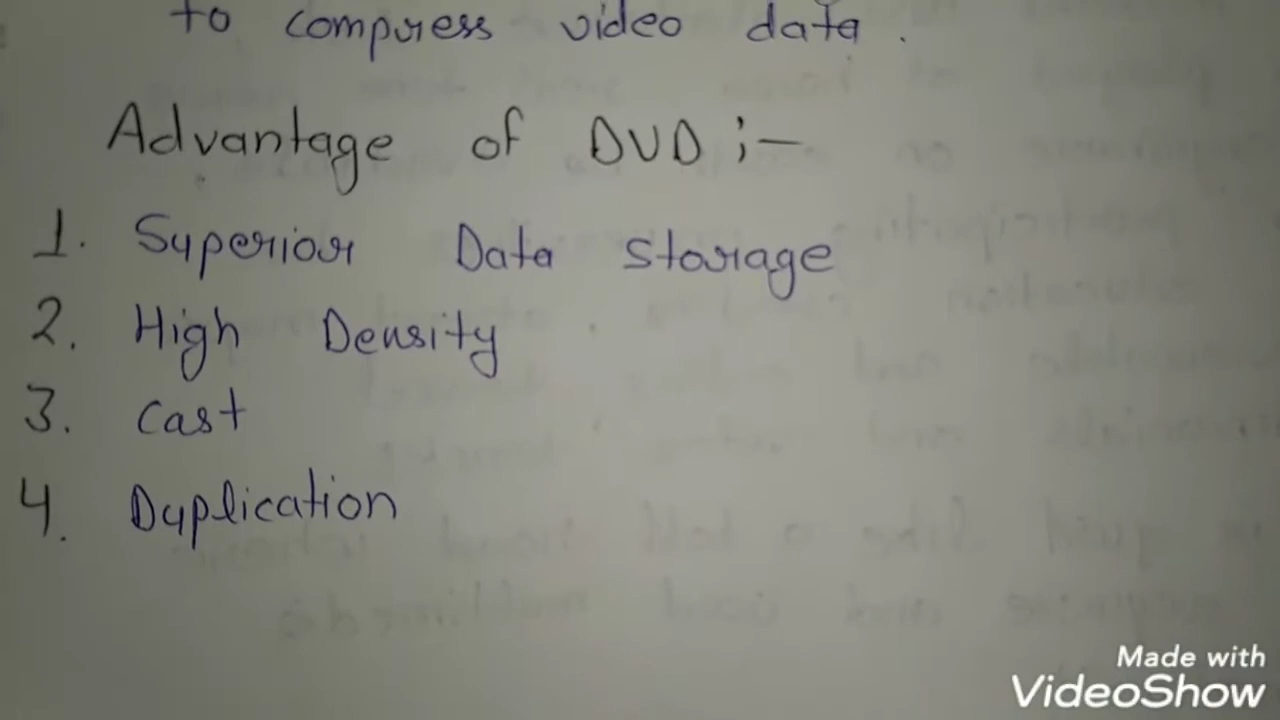 to compress video data.
Advantage of DVD :-
1. Superior Data Storage
2. High Density
3. Cast
4. Duplication
Made with
VideoShow